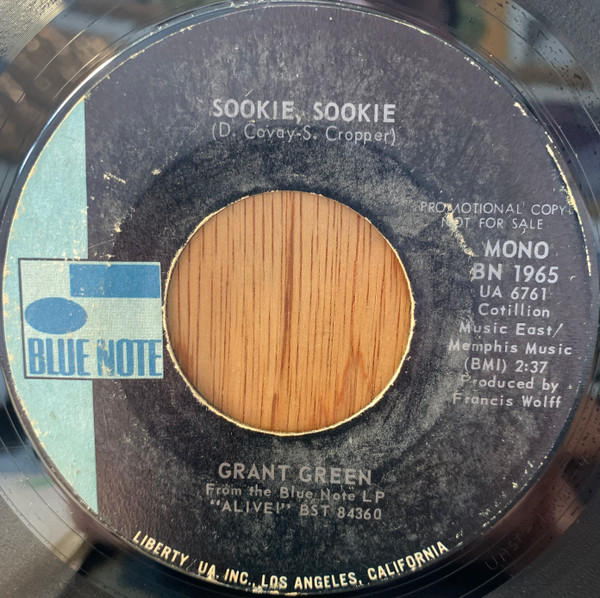 SOOKIE, SOOKIE
(D. Covay-S. Cropper)
PROMOTIONAL COPY
NOT FOR SALE
MONO
BN 1965
UA 6761
Cotillion
Music East/
Memphis Music
(BMI) 2:37
Produced by
Francis Wolff
BLUE NOTE
GRANT GREEN
From the Blue Note LP
"ALIVE!" BST 84360
LIBERTY/UA, INC., LOS ANGELES, CALIFORNIA